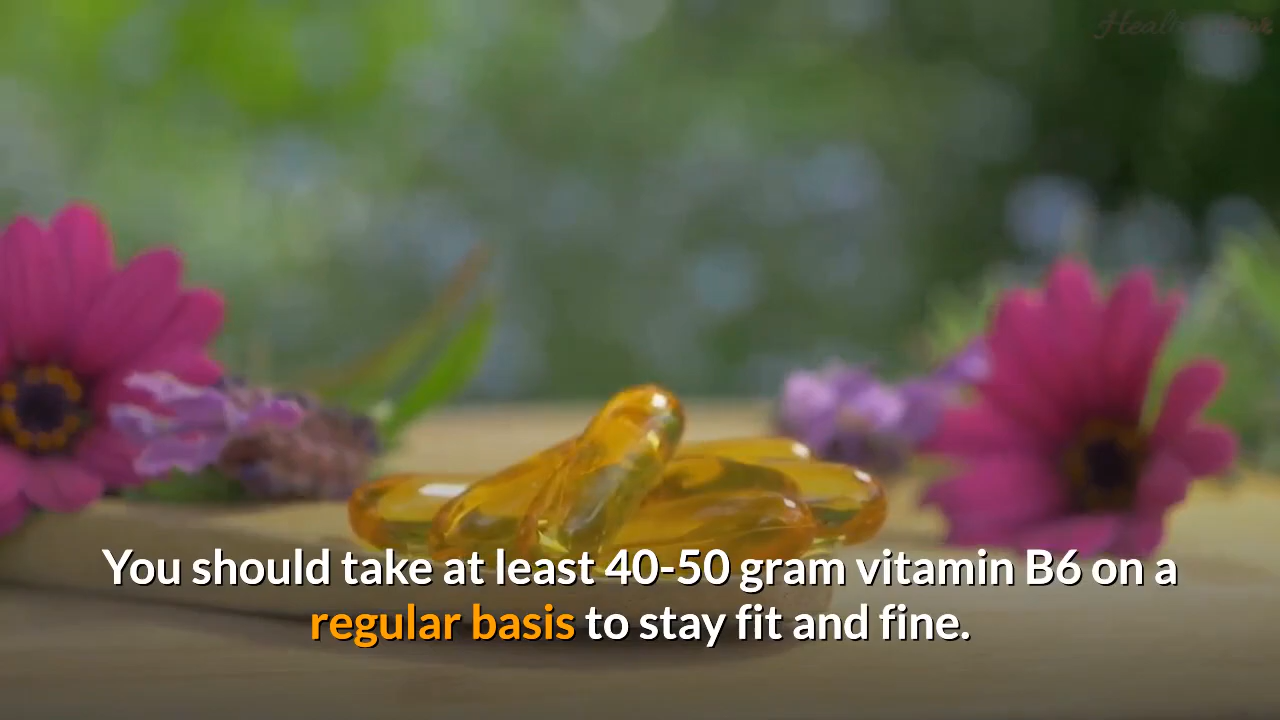 You should take at least 40-50 gram vitamin B6 on a
regular basis to stay fit and fine.